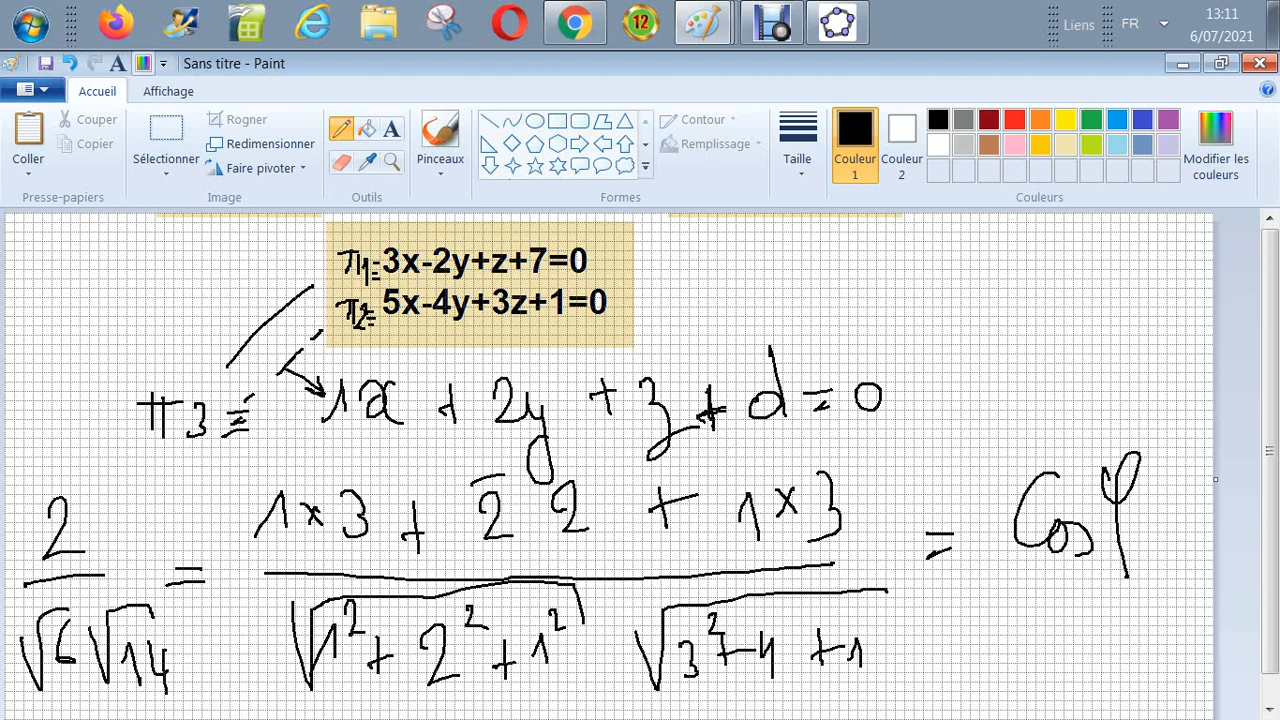 12
Liens
FR
13:11
6/07/2021
Sans titre - Paint
Accueil
Affichage
Coller
Couper
Copier
Presse-papiers
Sélectionner
Rogner
Redimensionner
Faire pivoter
Image
Outils
Pinceaux
Contour
Remplissage
Formes
Taille
Couleur 1
Couleur 2
Modifier les couleurs
Couleurs
π1≡3x-2y+z+7=0
π2≡5x-4y+3z+1=0
π3 ≡ 1x + 2y + z + d = 0
2 / √6 √14 = (1 × 3 + 2 -2 + 1 × 3) / (√1² + 2² + 1² √3² + 4 + 1) = Cos φ